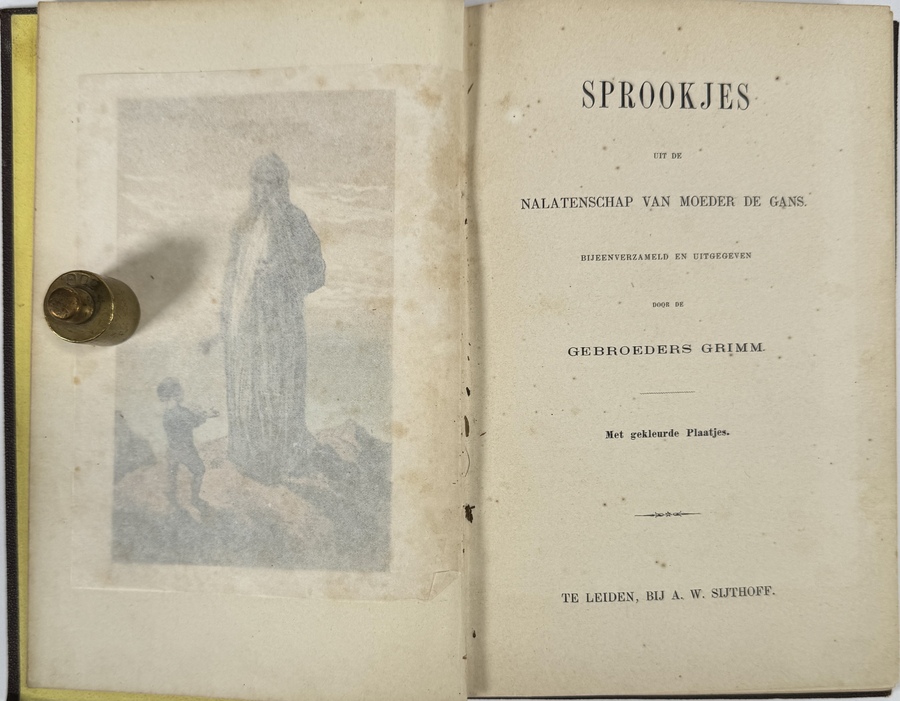 SPROOKJES
UIT DE
NALATENSCHAP VAN MOEDER DE GANS.
BIJEENVERZAMELD EN UITGEGEVEN
DOOR DE
GEBROEDERS GRIMM.
Met gekleurde Plaatjes.
TE LEIDEN, BIJ A. W. SIJTHOFF.